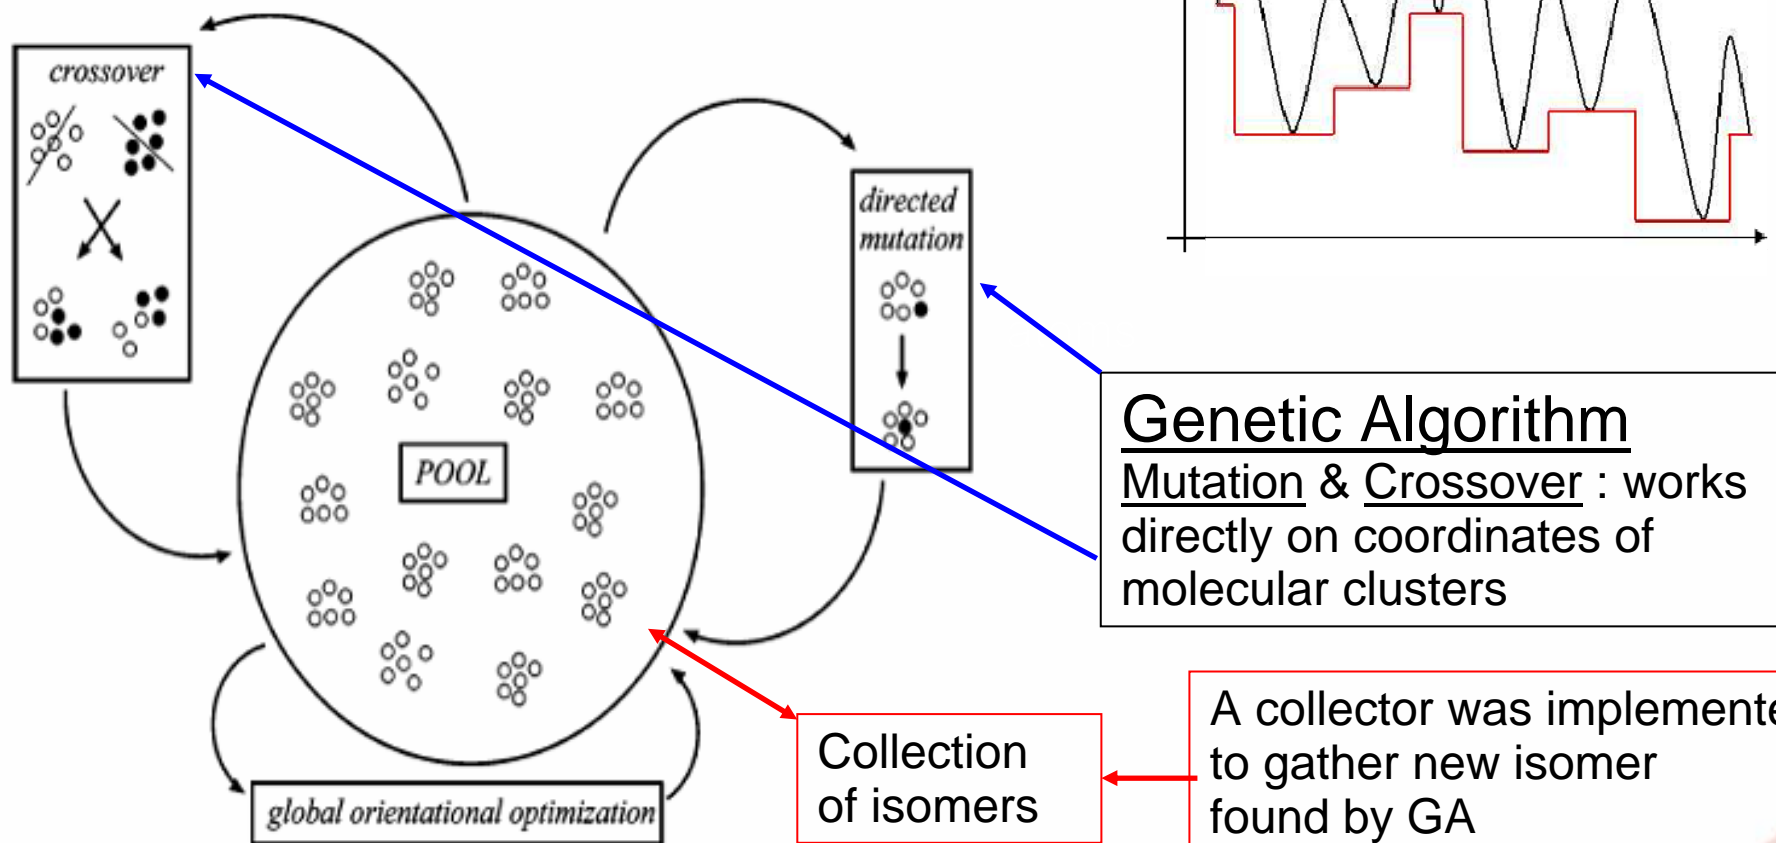 crossover
directed
mutation
POOL
global orientational optimization
Genetic Algorithm
Mutation & Crossover : works
directly on coordinates of
molecular clusters
Collection
of isomers
A collector was implemente
to gather new isomer
found by GA